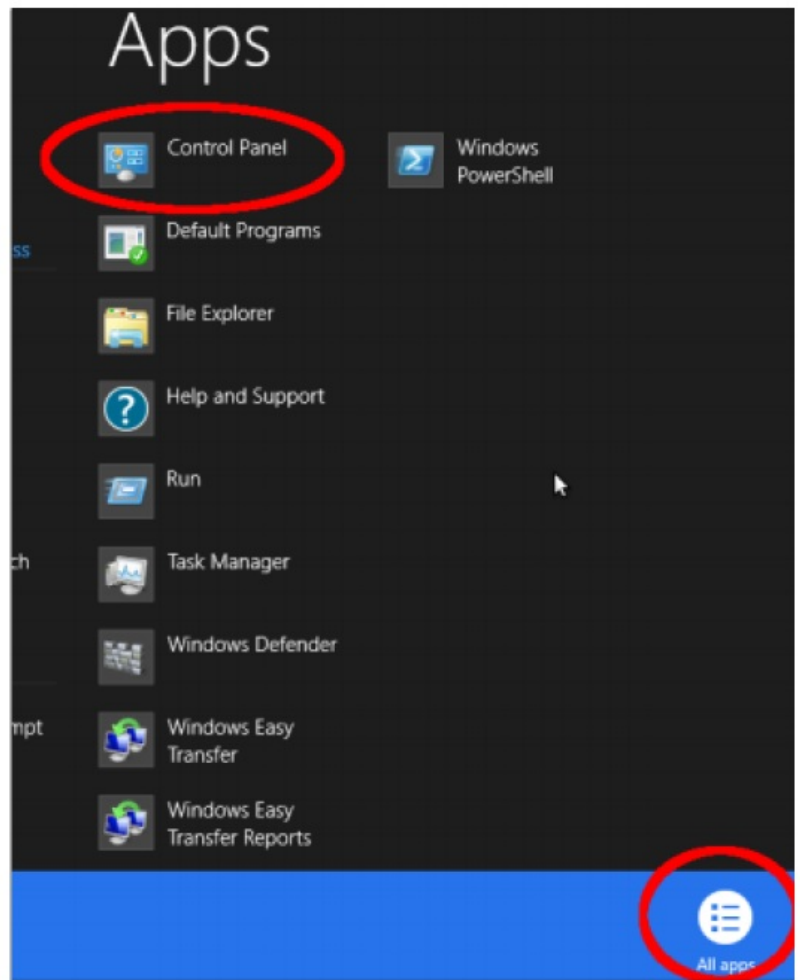 Apps
Control Panel
Windows
PowerShell
Default Programs
ss
File Explorer
Help and Support
Run
ch
Task Manager
Windows Defender
mpt
Windows Easy
Transfer
Windows Easy
Transfer Reports
All apps